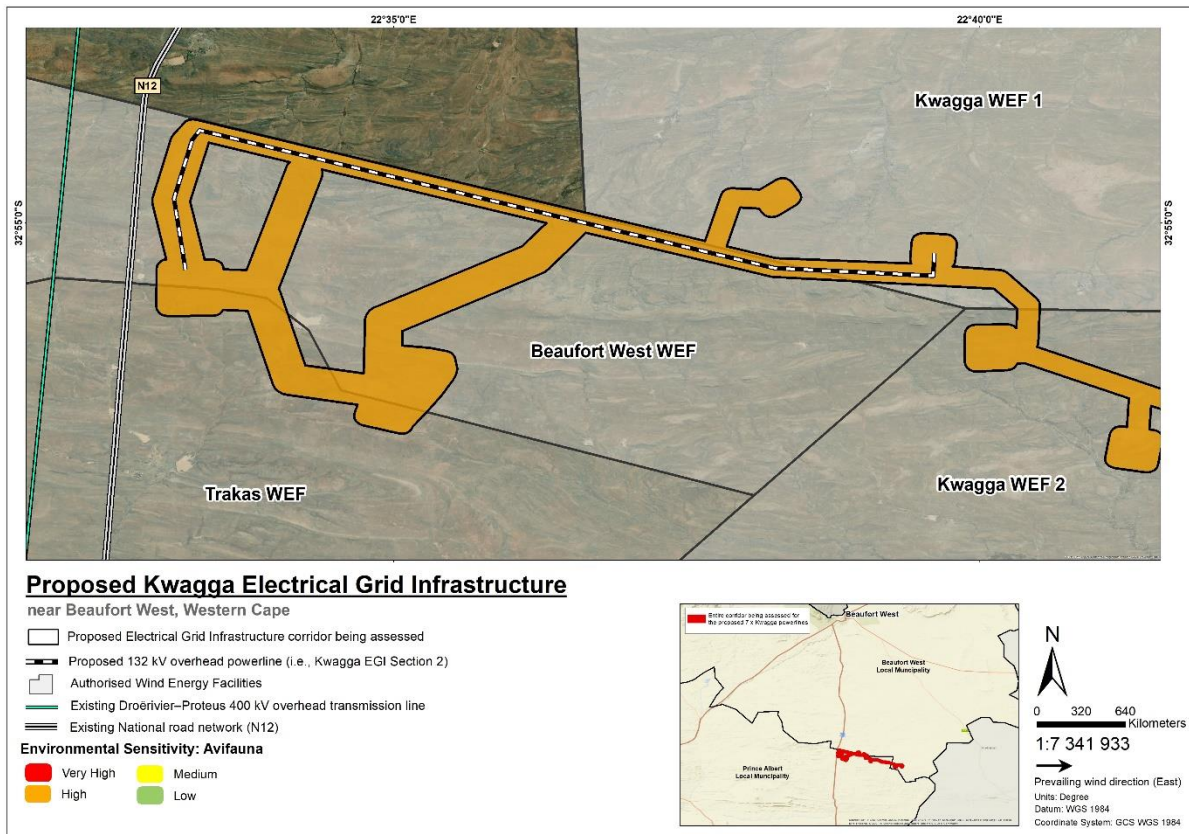 22°35'0"E
22°40'0"E
N12
Kwagga WEF 1
32°55'0"S
32°55'0"S
Beaufort West WEF
Trakas WEF
Kwagga WEF 2
Proposed Kwagga Electrical Grid Infrastructure
near Beaufort West, Western Cape
Proposed Electrical Grid Infrastructure corridor being assessed
Proposed 132 kV overhead powerline (i.e., Kwagga EGI Section 2)
Authorised Wind Energy Facilities
Existing Droërivier–Proteus 400 kV overhead transmission line
Existing National road network (N12)
Environmental Sensitivity: Avifauna
Very High
Medium
High
Low
Entire corridor being assessed for
the proposed 7 x Kwagga powerlines
Beaufort West
Beaufort West
Local Muncipality
Prince Albert
Local Muncipality
N
0 320 640
Kilometers
1:7 341 933
Prevailing wind direction (East)
Units: Degree
Datum: WGS 1984
Coordinate System: GCS WGS 1984